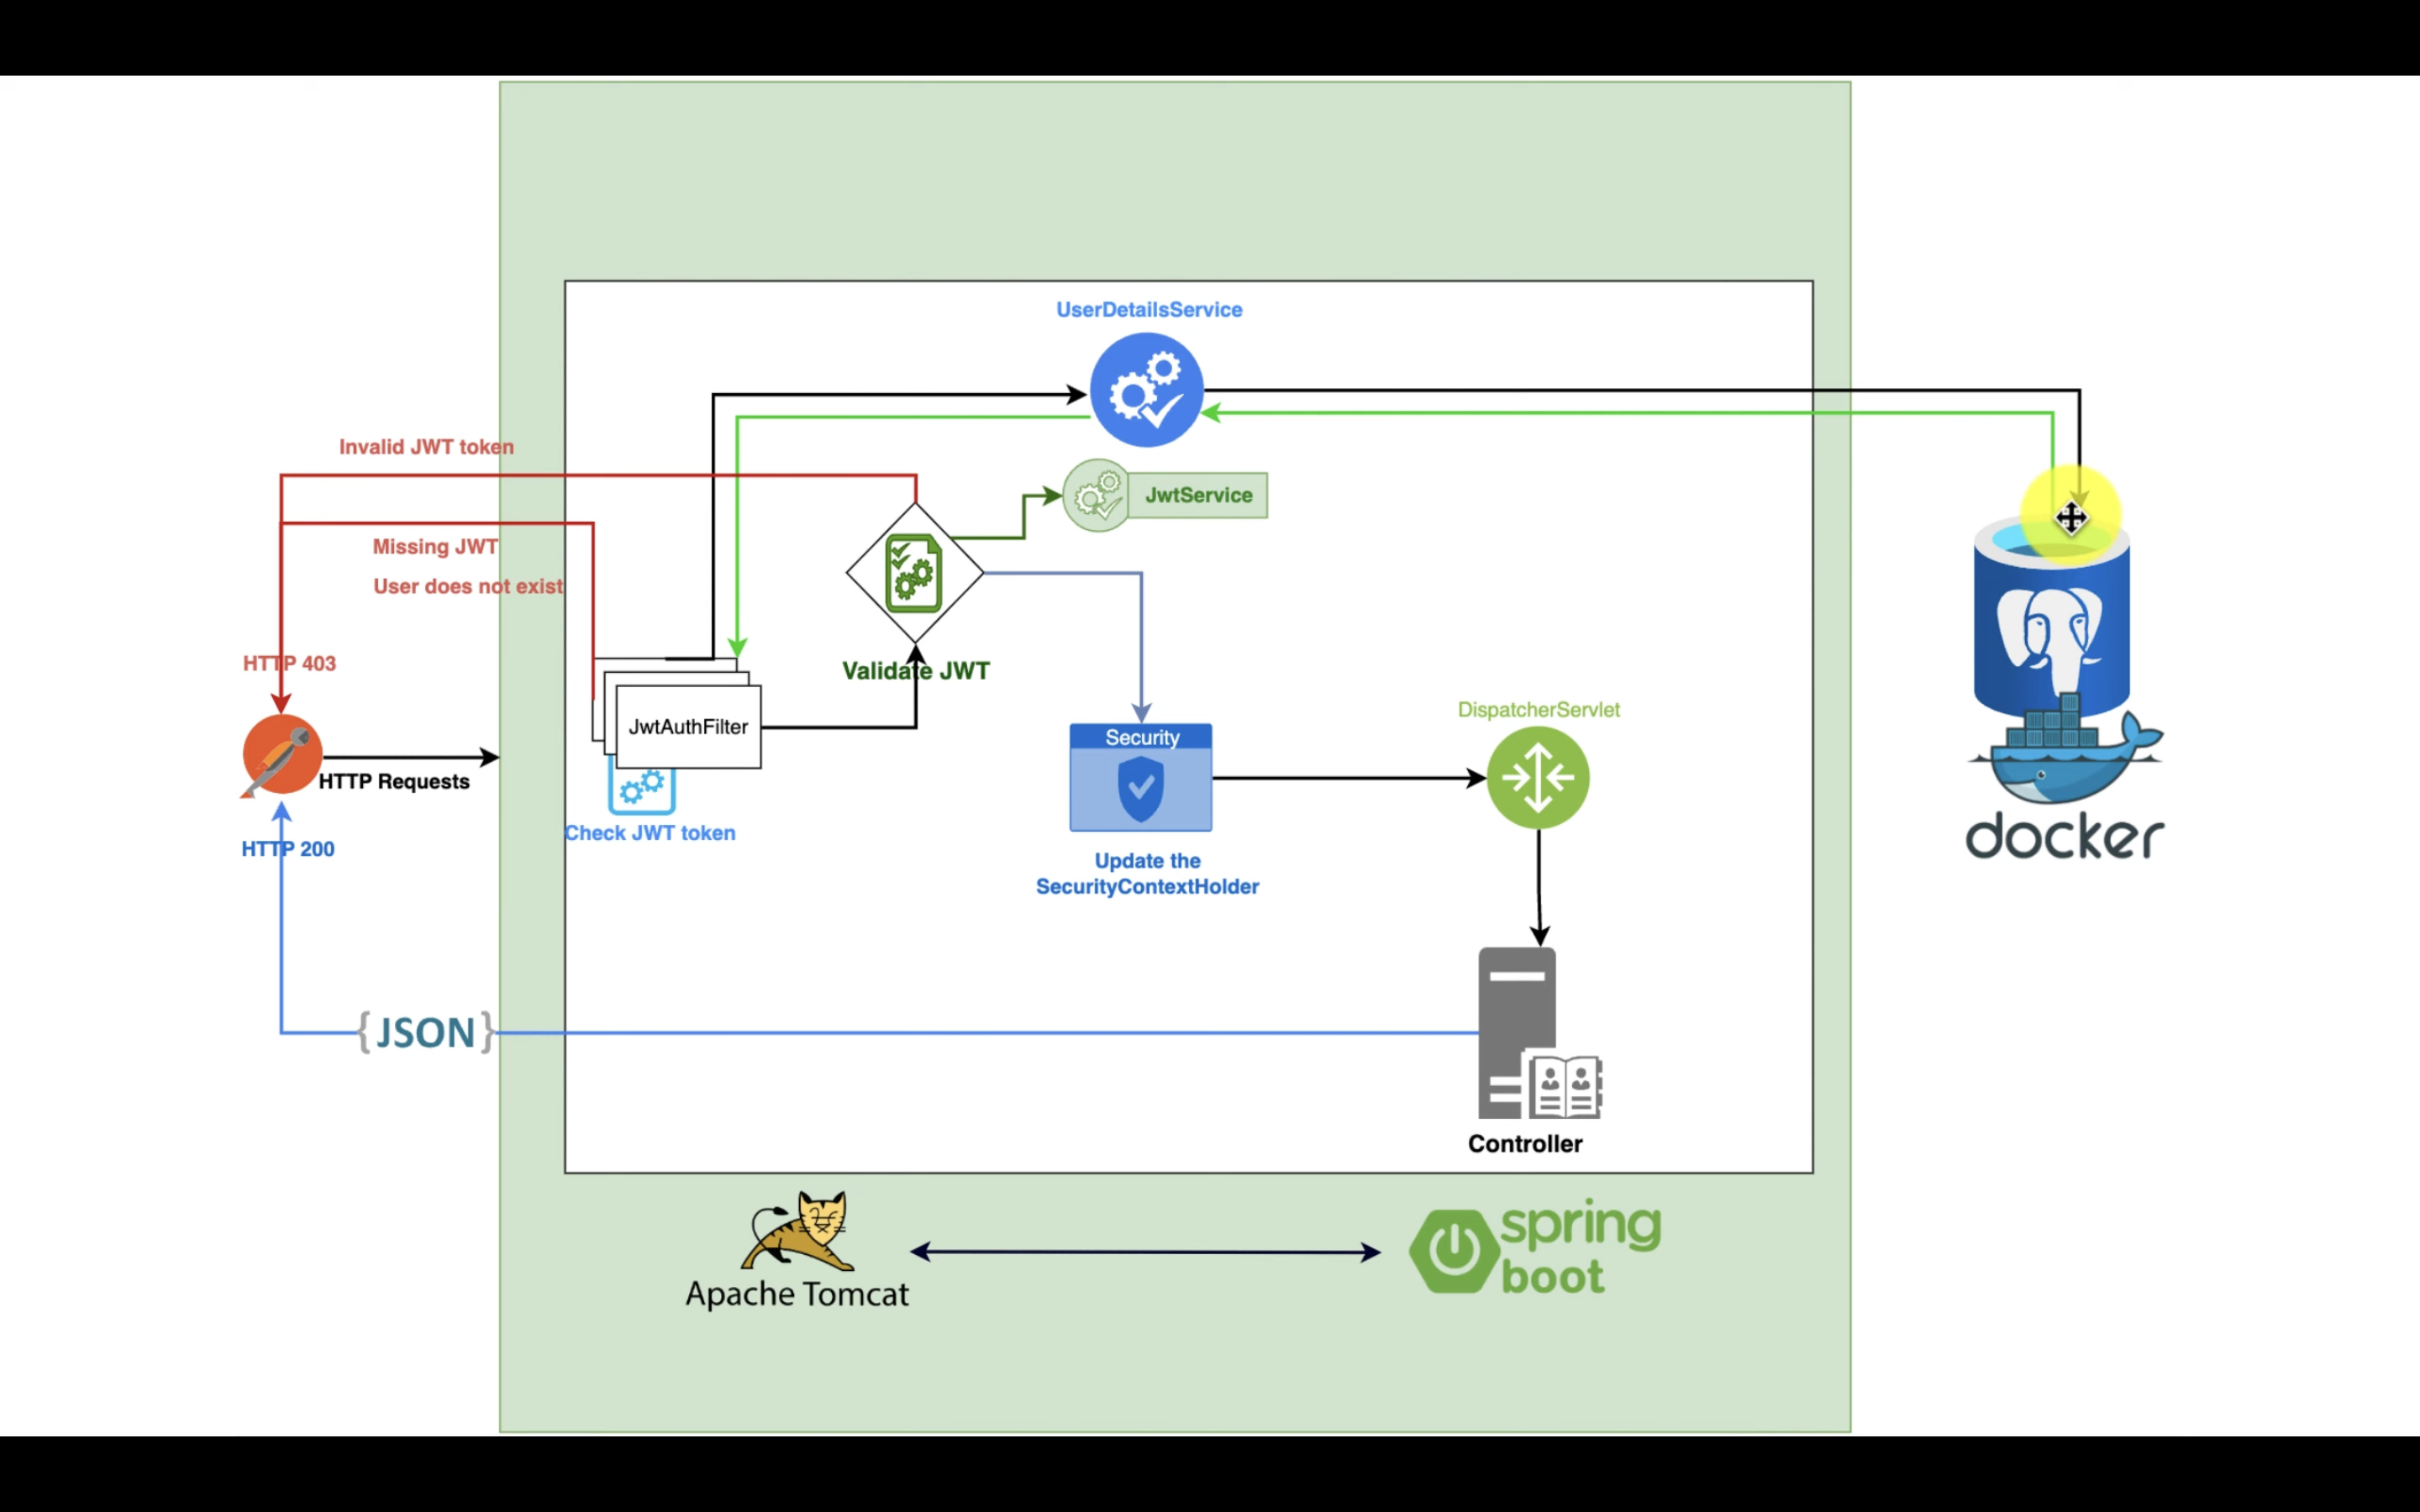 UserDetailsService
Invalid JWT token
JwtService
Missing JWT
User does not exist
HTTP 403
Validate JWT
JwtAuthFilter
DispatcherServlet
Security
HTTP Requests
Check JWT token
HTTP 200
docker
Update the
SecurityContextHolder
{JSON}
Controller
spring
boot
Apache Tomcat